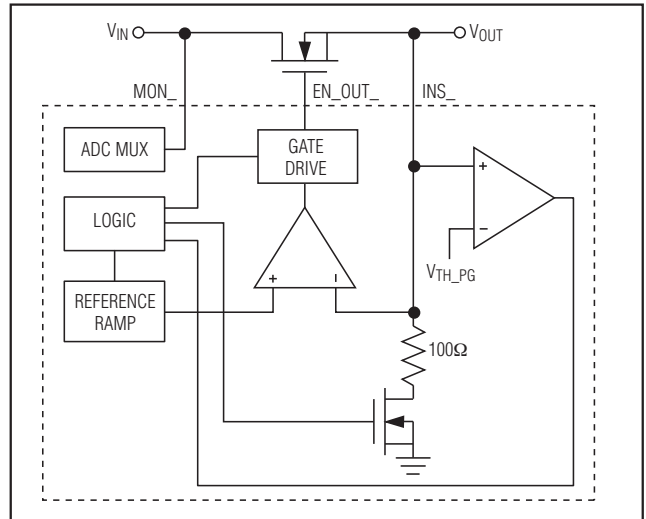 VIN
VOUT
MON_
EN_OUT_
INS_
ADC MUX
GATE
DRIVE
LOGIC
+
−
VTH_PG
REFERENCE
RAMP
+
−
100Ω